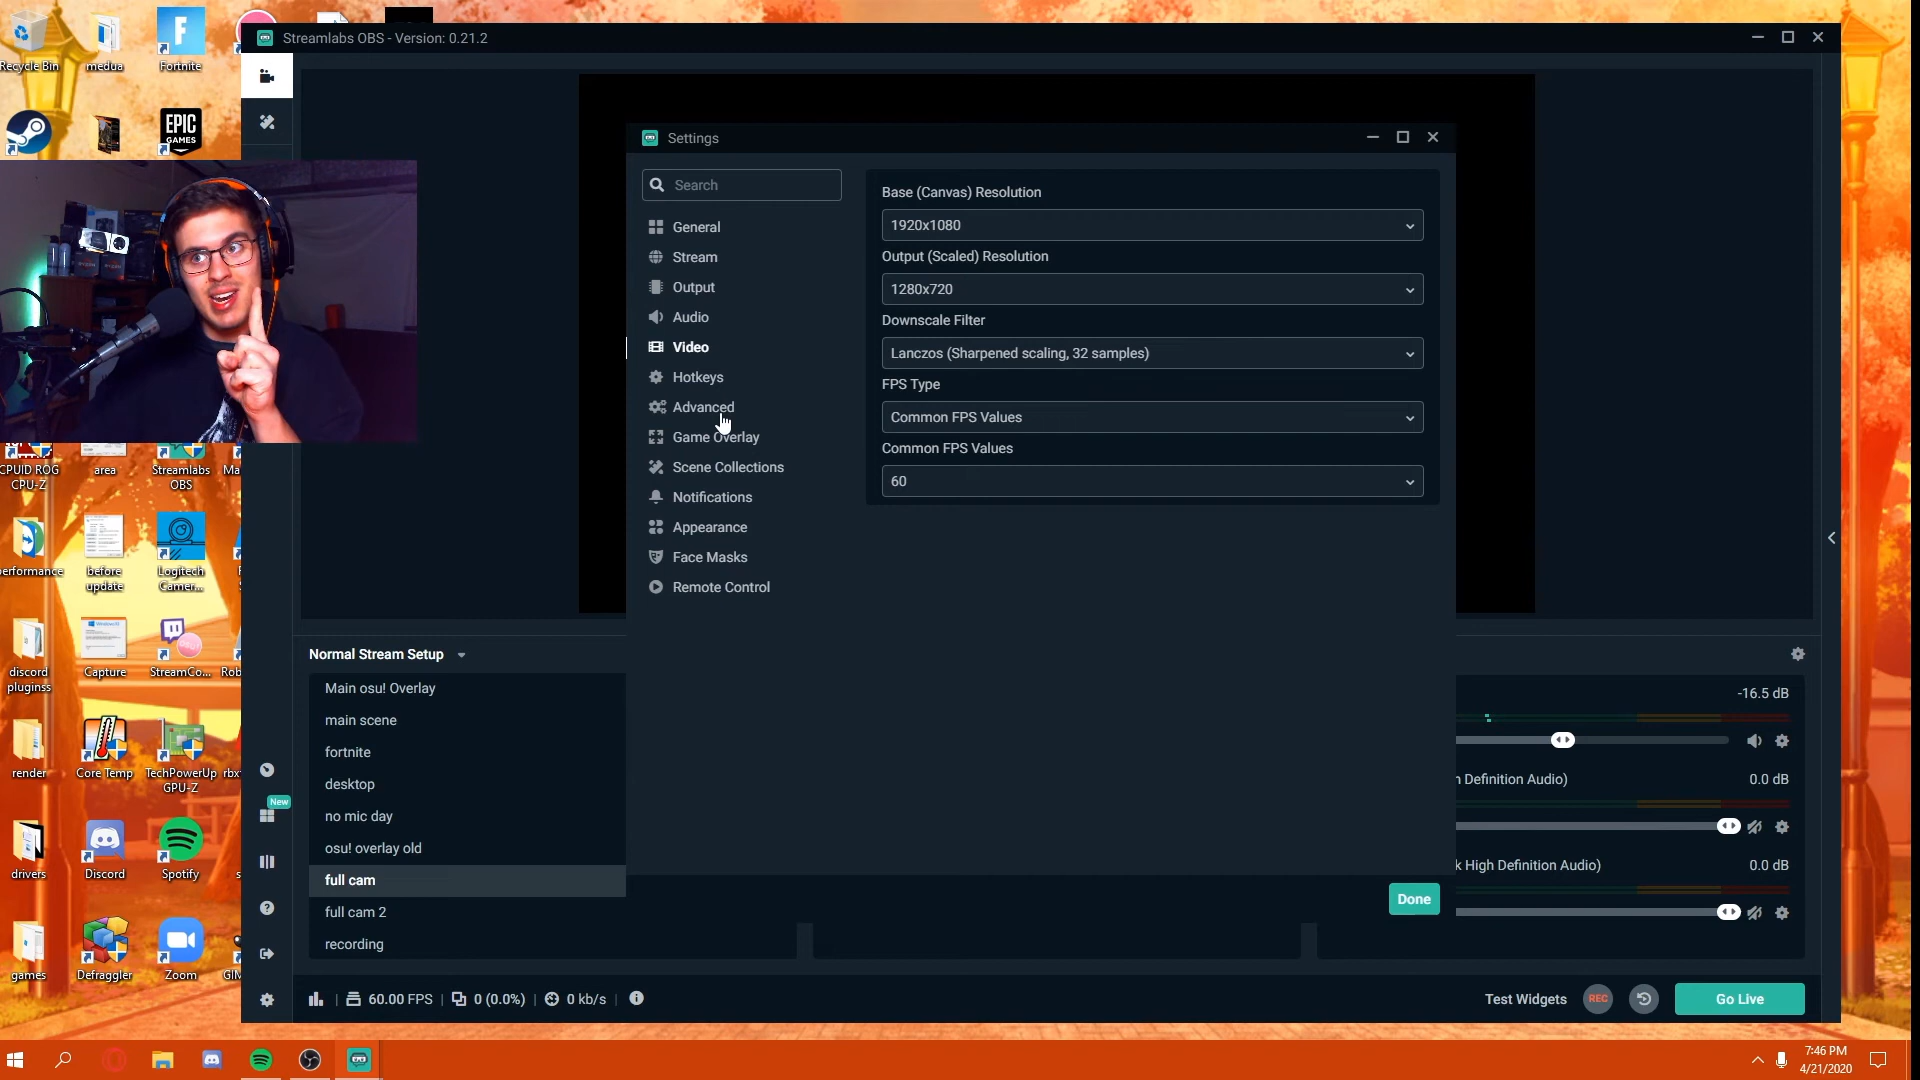 Recycle Bin
medua
Fortnite
Streamlabs OBS - Version: 0.21.2
EPIC
GAMES
Settings
Search
General
Stream
Output
Audio
Video
Hotkeys
Advanced
Game Overlay
Scene Collections
Notifications
Appearance
Face Masks
Remote Control
Base (Canvas) Resolution
1920x1080
Output (Scaled) Resolution
1280x720
Downscale Filter
Lanczos (Sharpened scaling, 32 samples)
FPS Type
Common FPS Values
Common FPS Values
60
Done
CPUID ROG
CPU-Z
area
Streamlabs
OBS
Ma
erformance
before
update
Logitech
Gamer...
discord
pluginss
Capture
StreamCo...
Rob
render
Core Temp
TechPowerUp
GPU-Z
rbx
drivers
Discord
Spotify
s
games
Defraggler
Zoom
GIM
Normal Stream Setup
Main osu! Overlay
main scene
fortnite
desktop
no mic day
osu! overlay old
full cam
full cam 2
recording
New
-16.5 dB
n Definition Audio)
0.0 dB
k High Definition Audio)
0.0 dB
60.00 FPS
0 (0.0%)
0 kb/s
Test Widgets
REC
Go Live
7:46 PM
4/21/2020